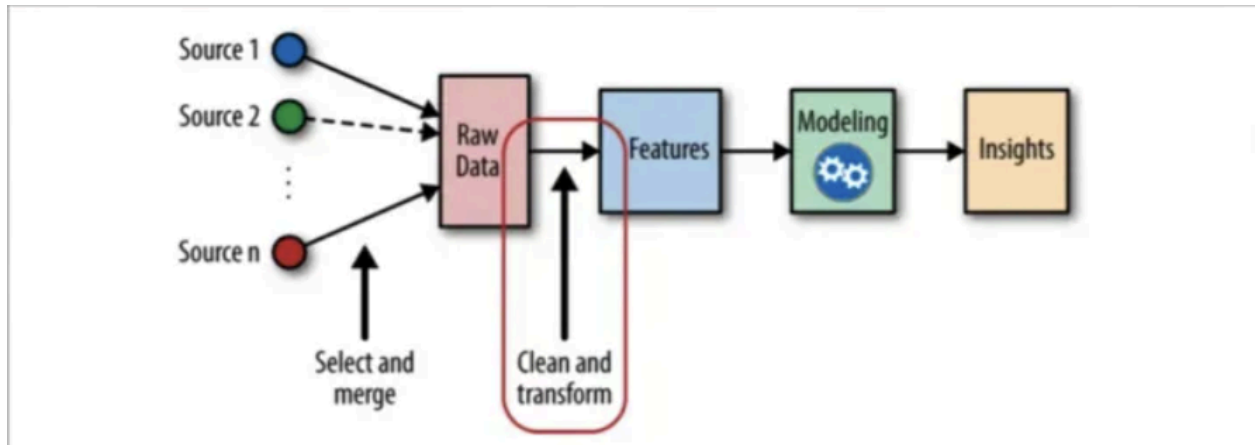 Source 1
Source 2
Source n
Select and
merge
Raw
Data
Clean and
transform
Features
Modeling
Insights